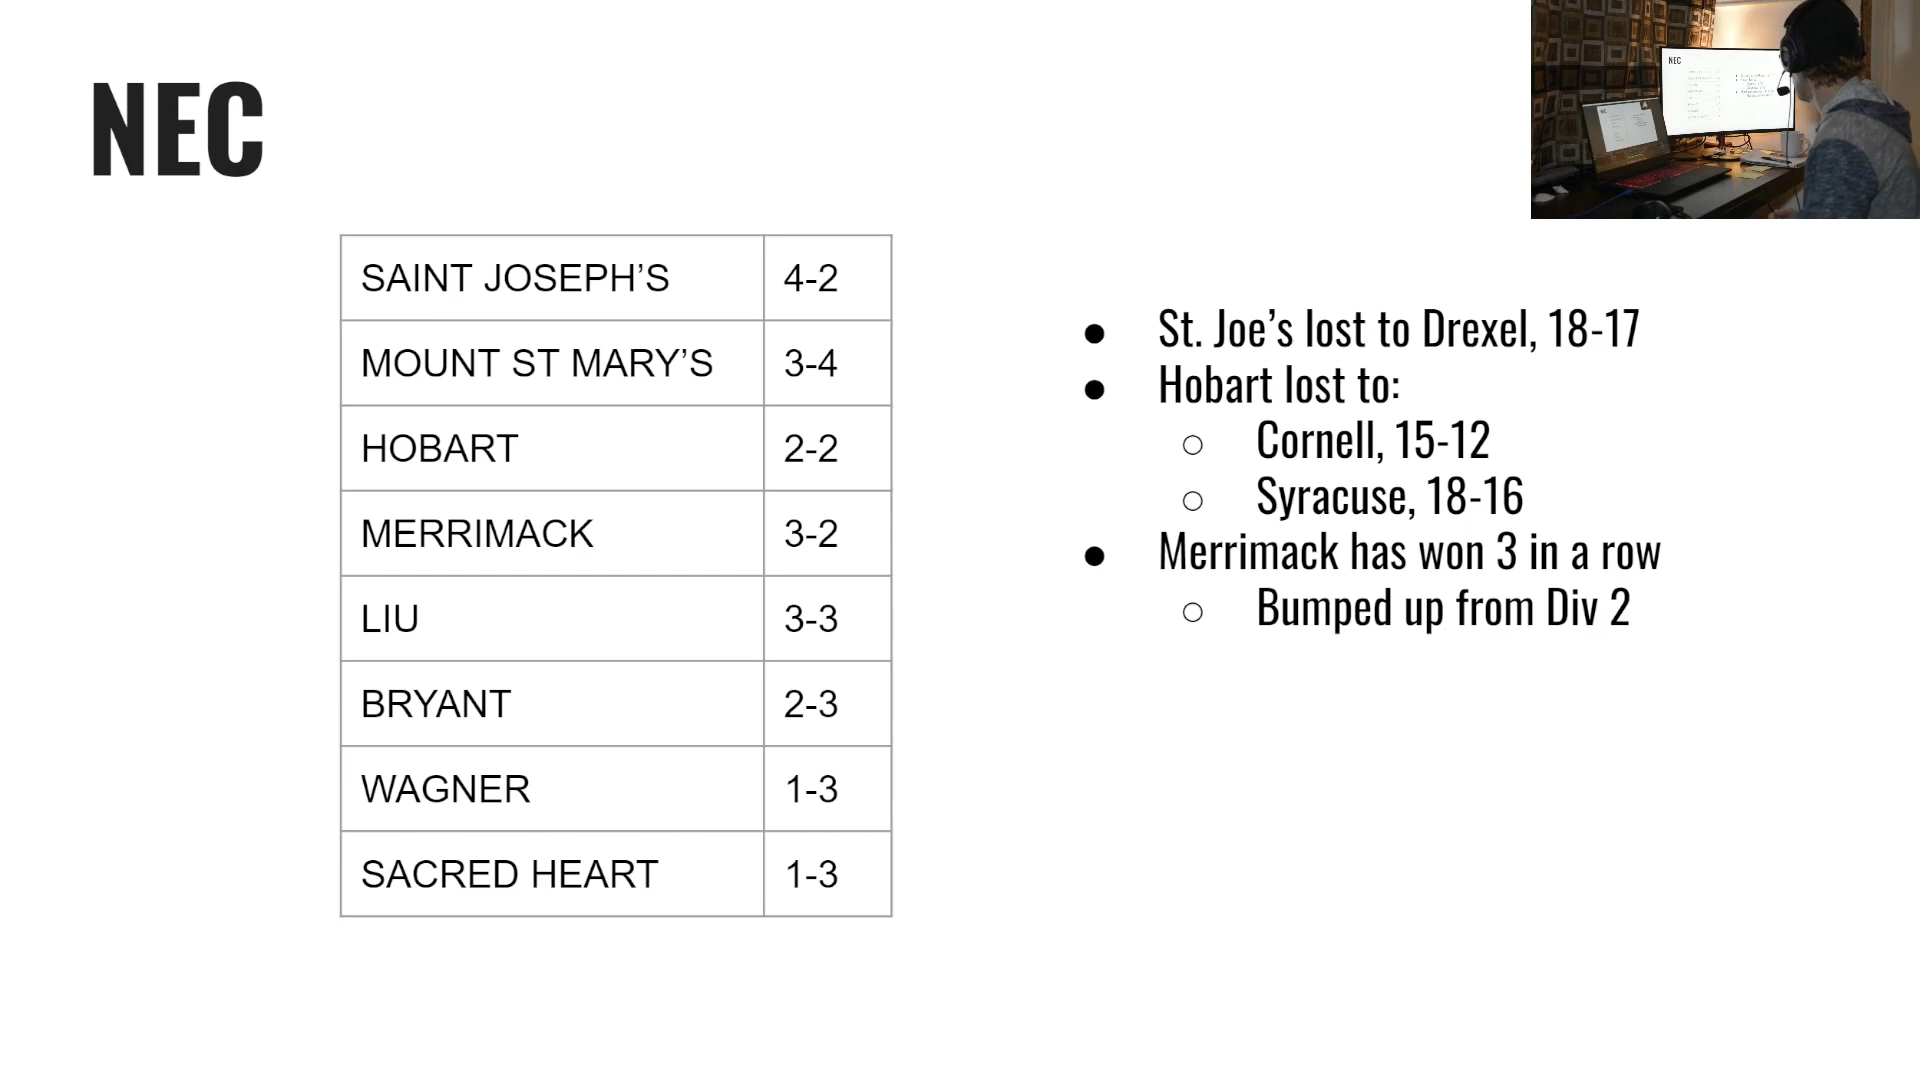 NEC
SAINT JOSEPH’S 4-2
MOUNT ST MARY’S 3-4
HOBART 2-2
MERRIMACK 3-2
LIU 3-3
BRYANT 2-3
WAGNER 1-3
SACRED HEART 1-3
● St. Joe’s lost to Drexel, 18-17
● Hobart lost to:
○ Cornell, 15-12
○ Syracuse, 18-16
● Merrimack has won 3 in a row
○ Bumped up from Div 2
NEC